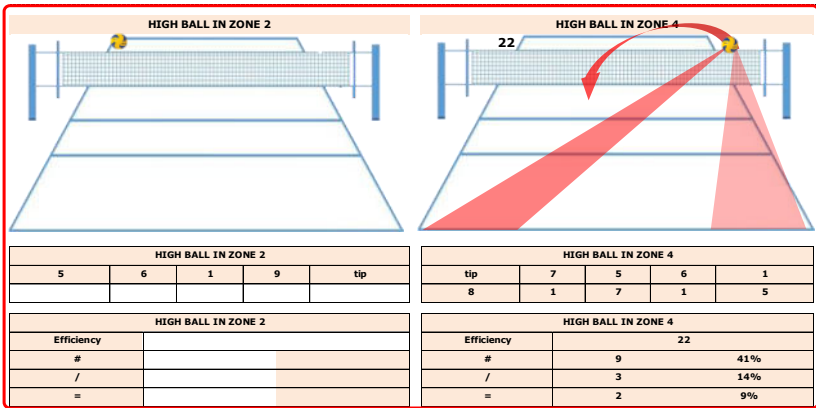 HIGH BALL IN ZONE 2
HIGH BALL IN ZONE 4
22
HIGH BALL IN ZONE 2
5 6 1 9 tip
HIGH BALL IN ZONE 4
tip 7 5 6 1
8 1 7 1 5
HIGH BALL IN ZONE 2
Efficiency
#
/
=
HIGH BALL IN ZONE 4
Efficiency 22
# 9 41%
/ 3 14%
= 2 9%